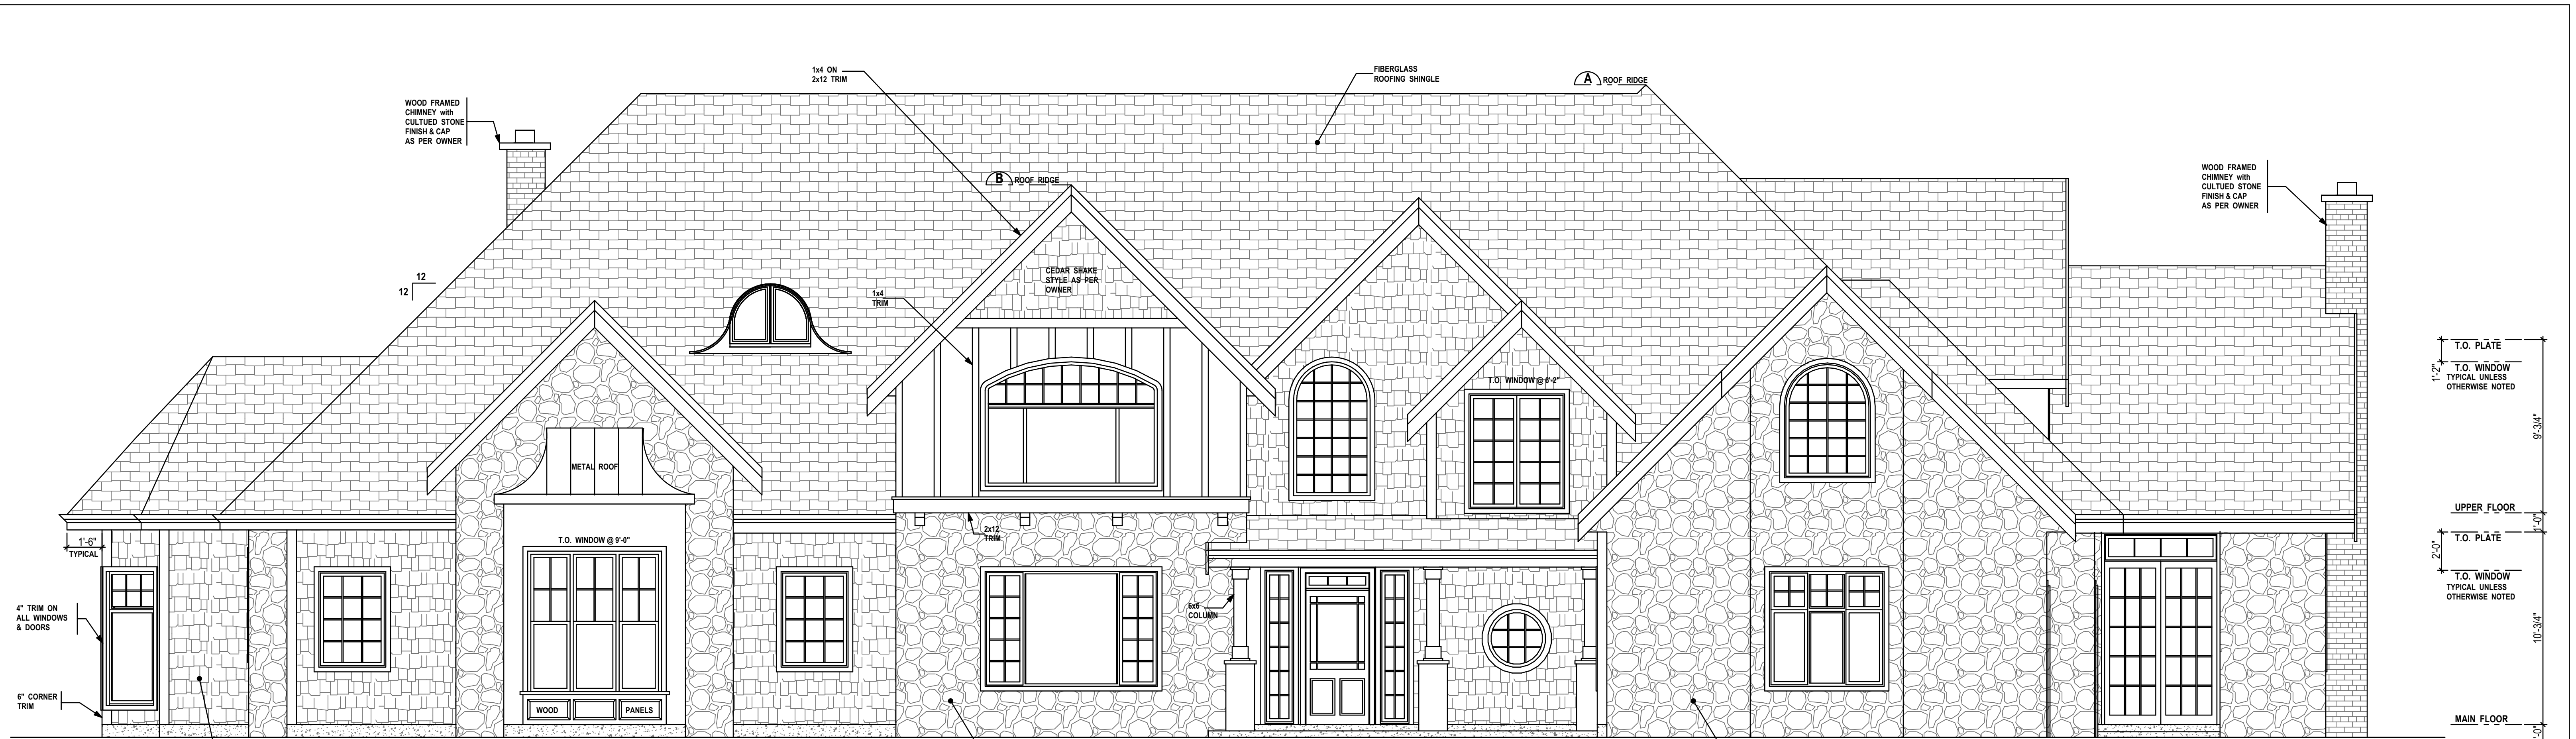 1x4 ON
2x12 TRIM
FIBERGLASS
ROOFING SHINGLE
A ROOF RIDGE
WOOD FRAMED
CHIMNEY with
CULTUED STONE
FINISH & CAP
AS PER OWNER
B ROOF RIDGE
WOOD FRAMED
CHIMNEY with
CULTUED STONE
FINISH & CAP
AS PER OWNER
12
12
CEDAR SHAKE
STYLE AS PER
OWNER
1x4
TRIM
T.O. PLATE
1'-2"
T.O. WINDOW
TYPICAL UNLESS
OTHERWISE NOTED
T.O. WINDOW @ 6'-2"
9'-3/4"
METAL ROOF
UPPER FLOOR
1'-0"
2x12
TRIM
1'-6"
TYPICAL
T.O. WINDOW @ 9'-0"
T.O. PLATE
2'-0"
T.O. WINDOW
TYPICAL UNLESS
OTHERWISE NOTED
4" TRIM ON
ALL WINDOWS
& DOORS
6x6
COLUMN
10'-3/4"
6" CORNER
TRIM
WOOD PANELS
MAIN FLOOR
'-0"